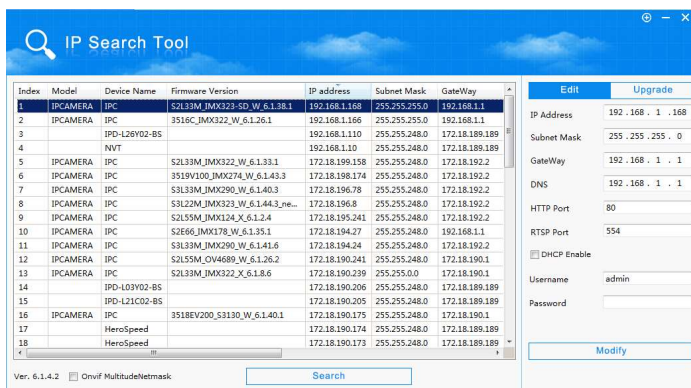 IP Search Tool
Index Model Device Name Firmware Version IP address Subnet Mask GateWay
1 IPCAMERA IPC S2L33M_IMX323-SD_W_6.1.38.1 192.168.1.168 255.255.255.0 192.168.1.1
2 IPCAMERA IPC 3516C_IMX322_W_6.1.26.1 192.168.1.166 255.255.255.0 192.168.1.1
3 IPD-L26Y02-BS 192.168.1.110 255.255.248.0 172.18.189.189
4 NVT 192.168.1.10 255.255.248.0 172.18.189.189
5 IPCAMERA IPC S2L33M_IMX322_W_6.1.33.1 172.18.199.158 255.255.248.0 172.18.192.2
6 IPCAMERA IPC 3519V100_IMX274_W_6.1.43.3 172.18.198.174 255.255.248.0 172.18.192.2
7 IPCAMERA IPC S3L33M_IMX290_W_6.1.40.3 172.18.196.78 255.255.248.0 172.18.192.2
8 IPCAMERA IPC S3L22M_IMX323_W_6.1.44.3_ne... 172.18.196.8 255.255.248.0 172.18.192.2
9 IPCAMERA IPC S2L55M_IMX124_X_6.1.2.4 172.18.195.241 255.255.248.0 172.18.192.2
10 IPCAMERA IPC S2E66_IMX178_W_6.1.35.1 172.18.194.27 255.255.248.0 192.168.1.1
11 IPCAMERA IPC S3L33M_IMX290_W_6.1.41.6 172.18.194.24 255.255.248.0 172.18.192.2
12 IPCAMERA IPC S2L55M_OV4689_W_6.1.26.2 172.18.190.241 255.255.248.0 172.18.190.1
13 IPCAMERA IPC S2L33M_IMX322_X_6.1.8.6 172.18.190.239 255.255.0.0 172.18.190.1
14 IPD-L03Y02-BS 172.18.190.206 255.255.248.0 172.18.189.189
15 IPD-L21C02-BS 172.18.190.205 255.255.248.0 172.18.189.189
16 IPCAMERA IPC 3518EV200_S3130_W_6.1.40.1 172.18.190.175 255.255.248.0 172.18.190.1
17 HeroSpeed 172.18.190.174 255.255.248.0 172.18.189.189
18 HeroSpeed 172.18.190.173 255.255.248.0 172.18.189.189
Ver. 6.1.4.2 Onvif MultitudeNetmask Search
Edit Upgrade
IP Address 192.168. 1 .168
Subnet Mask 255.255.255. 0
GateWay 192.168. 1 . 1
DNS 192.168. 1 . 1
HTTP Port 80
RTSP Port 554
DHCP Enable
Username admin
Password
Modify